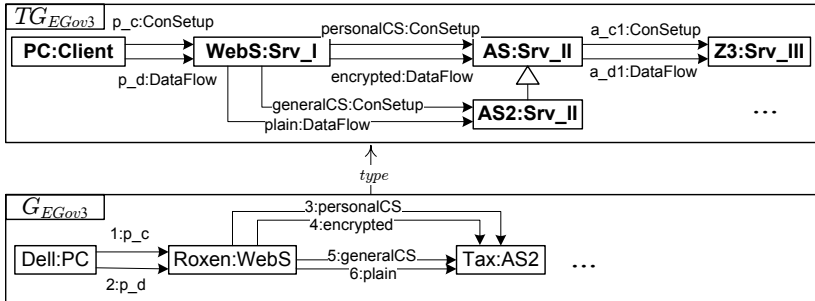 TG_EGov3
p_c:ConSetup
personalCS:ConSetup
a_c1:ConSetup
PC:Client
WebS:Srv_I
AS:Srv_II
Z3:Srv_III
p_d:DataFlow
encrypted:DataFlow
a_d1:DataFlow
generalCS:ConSetup
AS2:Srv_II
plain:DataFlow
...
type
G_EGov3
3:personalCS
4:encrypted
1:p_c
Dell:PC
Roxen:WebS
5:generalCS
Tax:AS2
...
6:plain
2:p_d